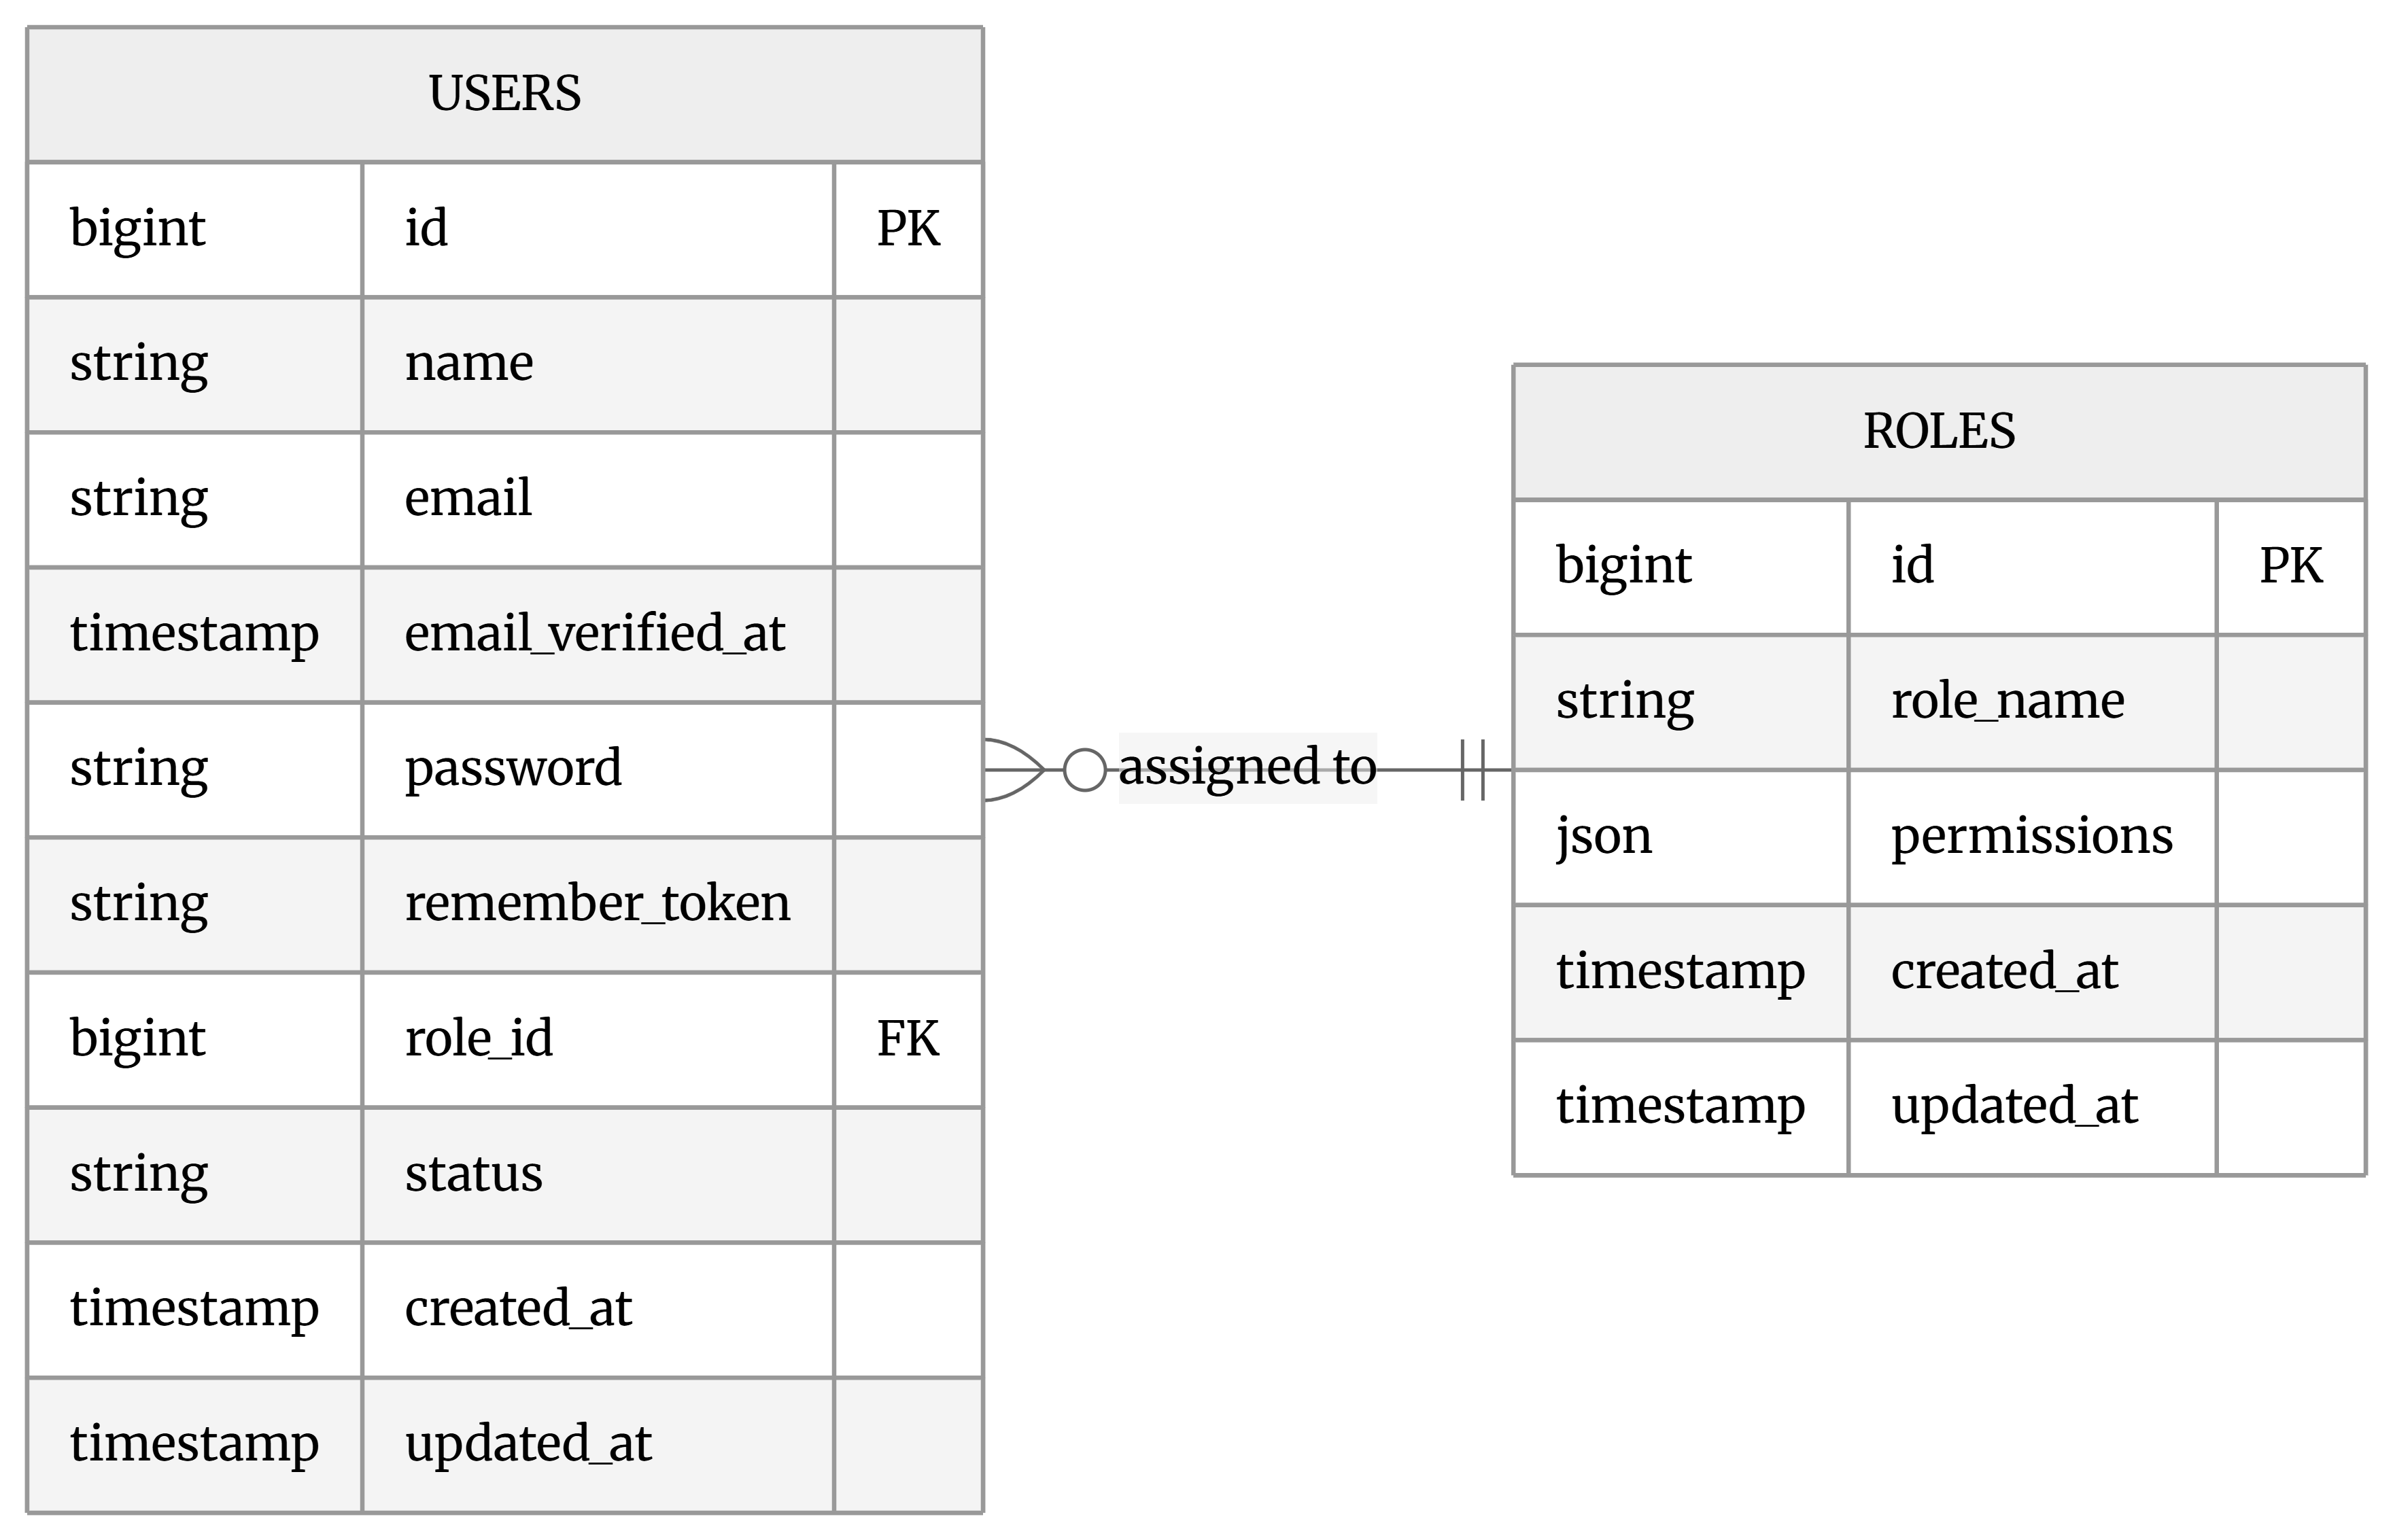 USERS
bigint id PK
string name
string email
timestamp email_verified_at
string password
string remember_token
bigint role_id FK
string status
timestamp created_at
timestamp updated_at
assigned to
ROLES
bigint id PK
string role_name
json permissions
timestamp created_at
timestamp updated_at